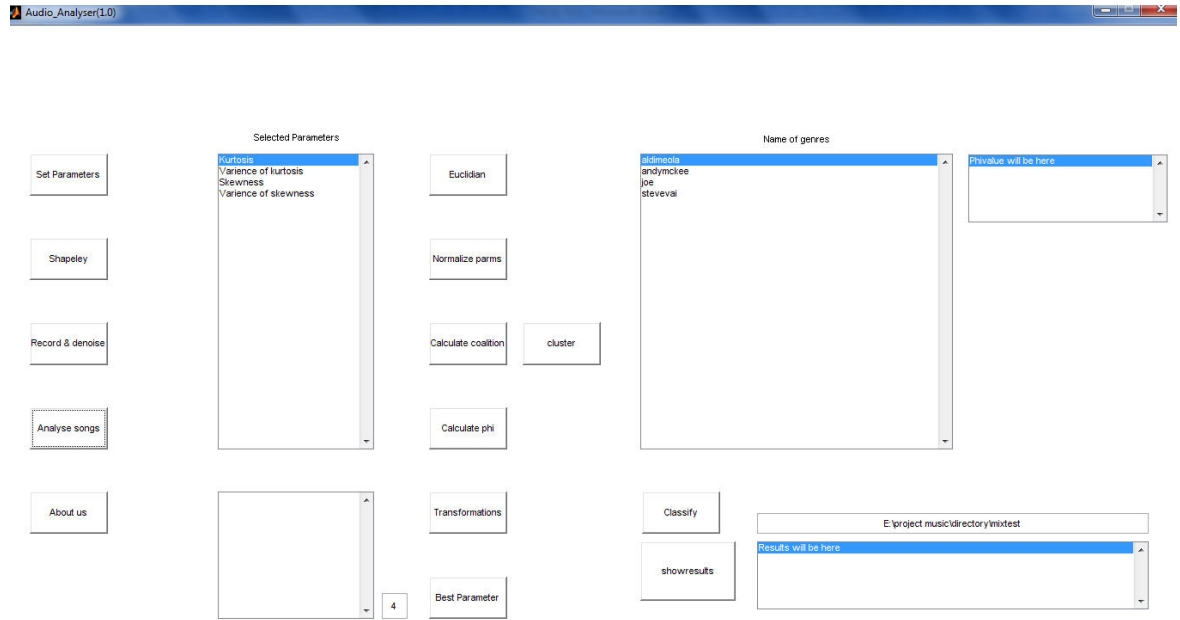 Audio_Analyser(1.0)
Selected Parameters
Name of genres
Set Parameters
Kurtosis
Varience of kurtosis
Skewness
Varience of skewness
Euclidian
aldimeola
andymckee
joe
stevevai
Phivalue will be here
Shapeley
Normalize parms
Record & denoise
Calculate coalition
cluster
Analyse songs
Calculate phi
About us
Transformations
Classify
E:\project music\directory\mixtest
Results will be here
showresults
4
Best Parameter